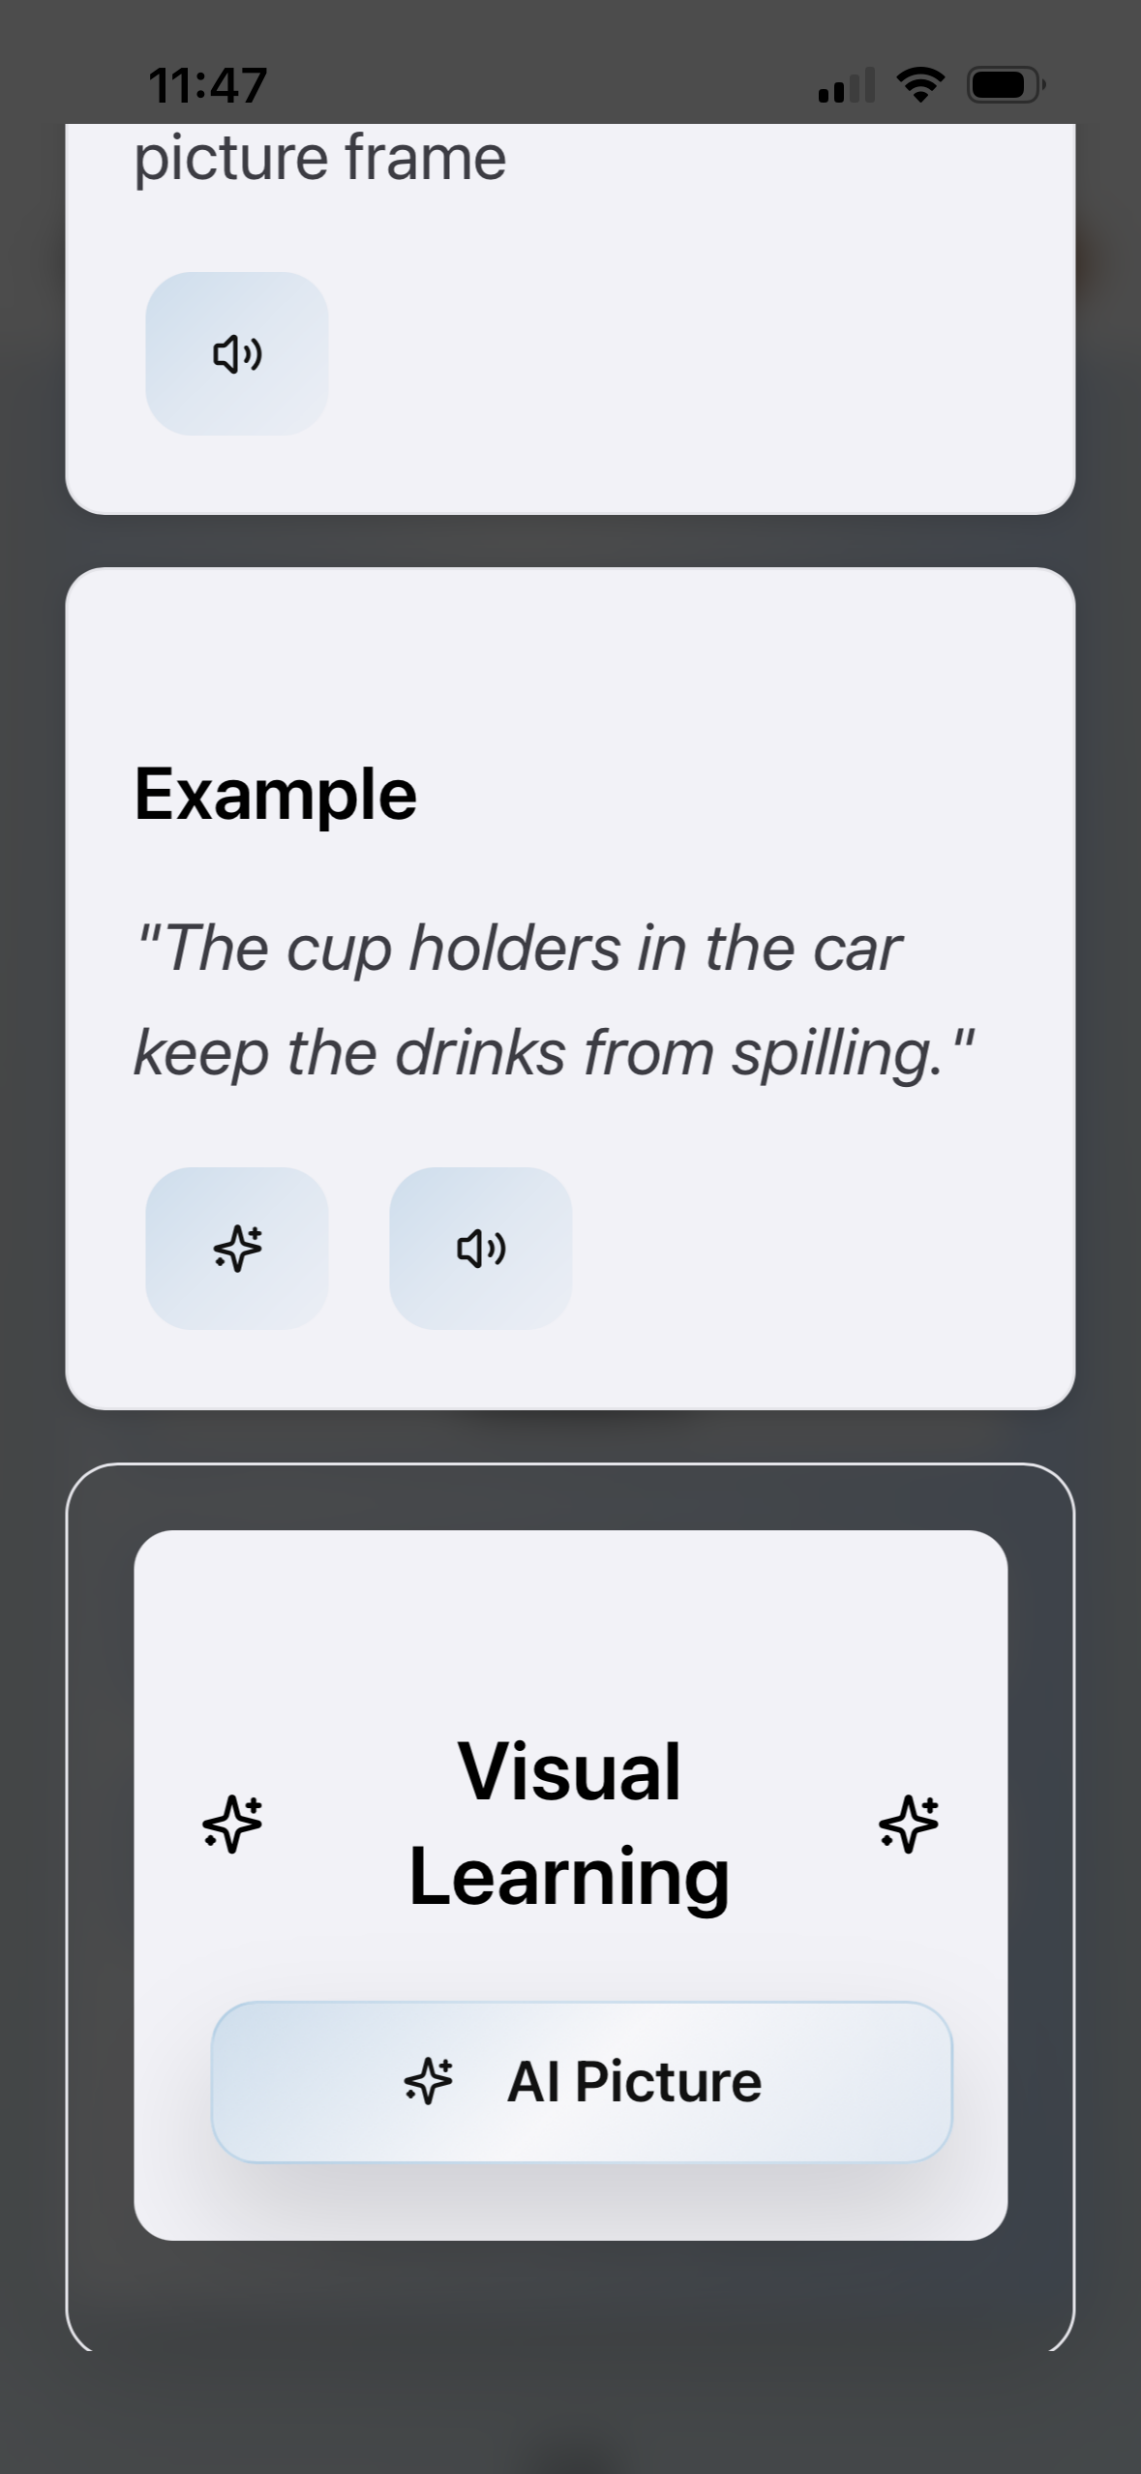 11:47
picture frame
Example
"The cup holders in the car
keep the drinks from spilling."
Visual
Learning
AI Picture